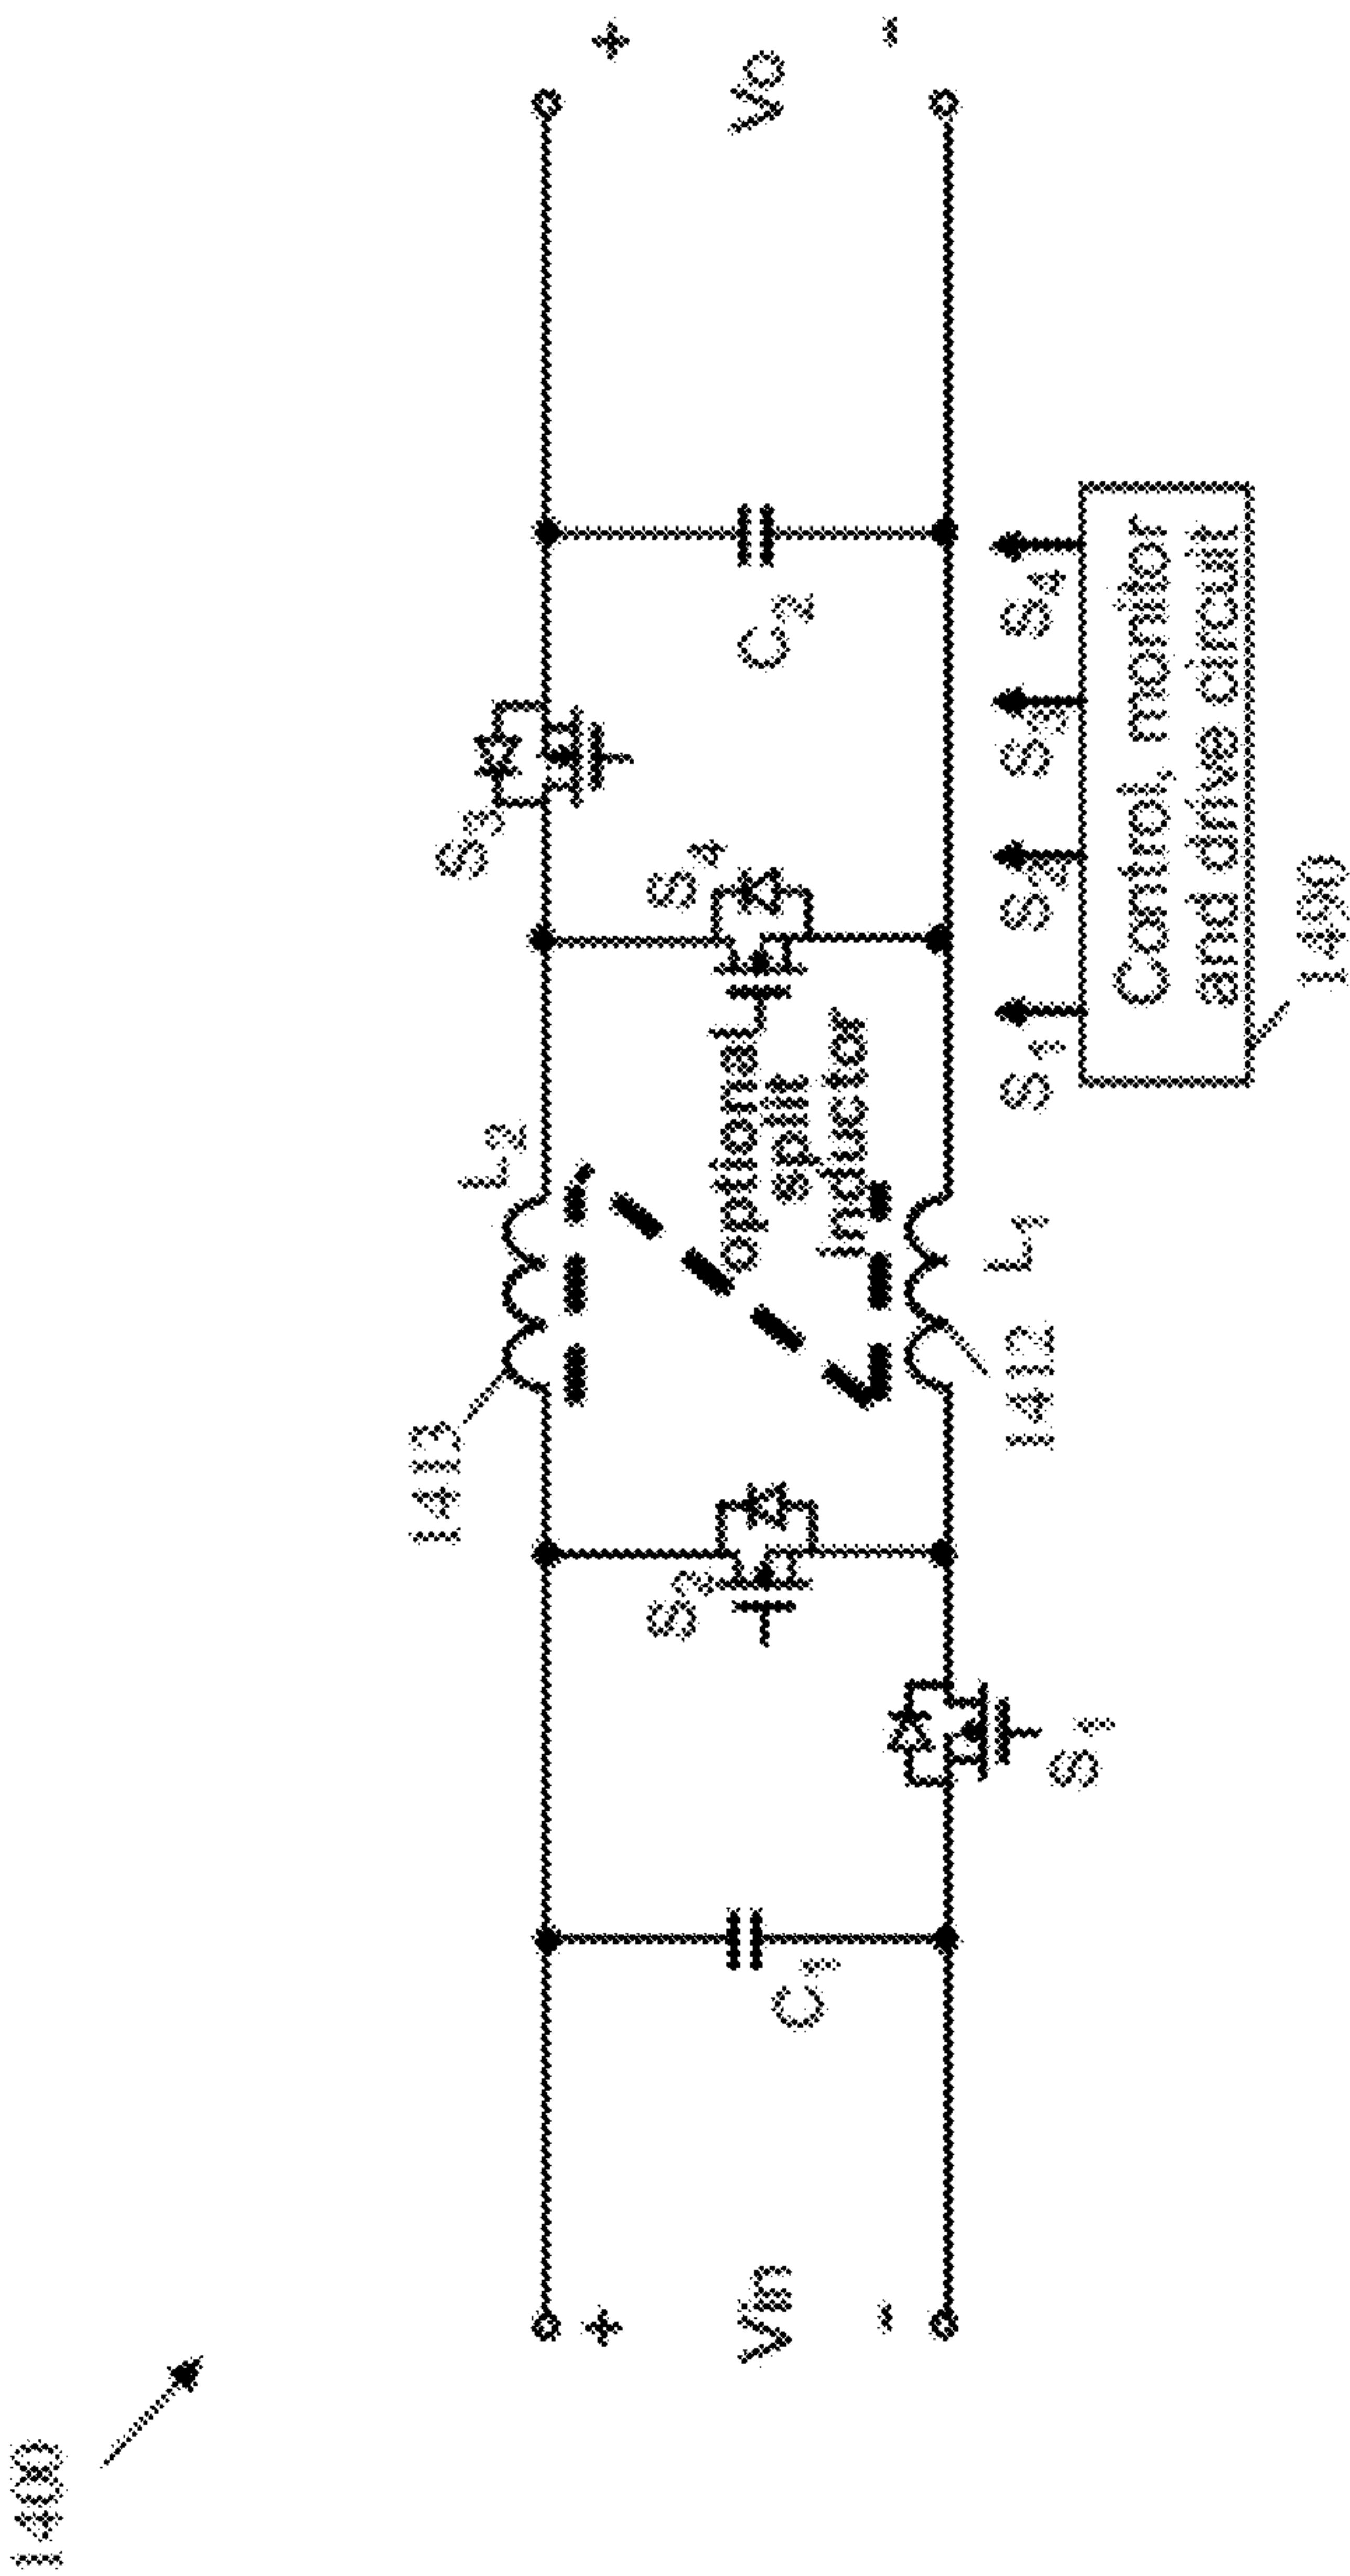 1400
Vin
+
-
C1
S1
S2
1413
L2
1412
L1
optional
split
inductor
S4
S3
C2
Vo
+
-
S1
S2
S3
S4
Control, monitor
and drive circuit
1490